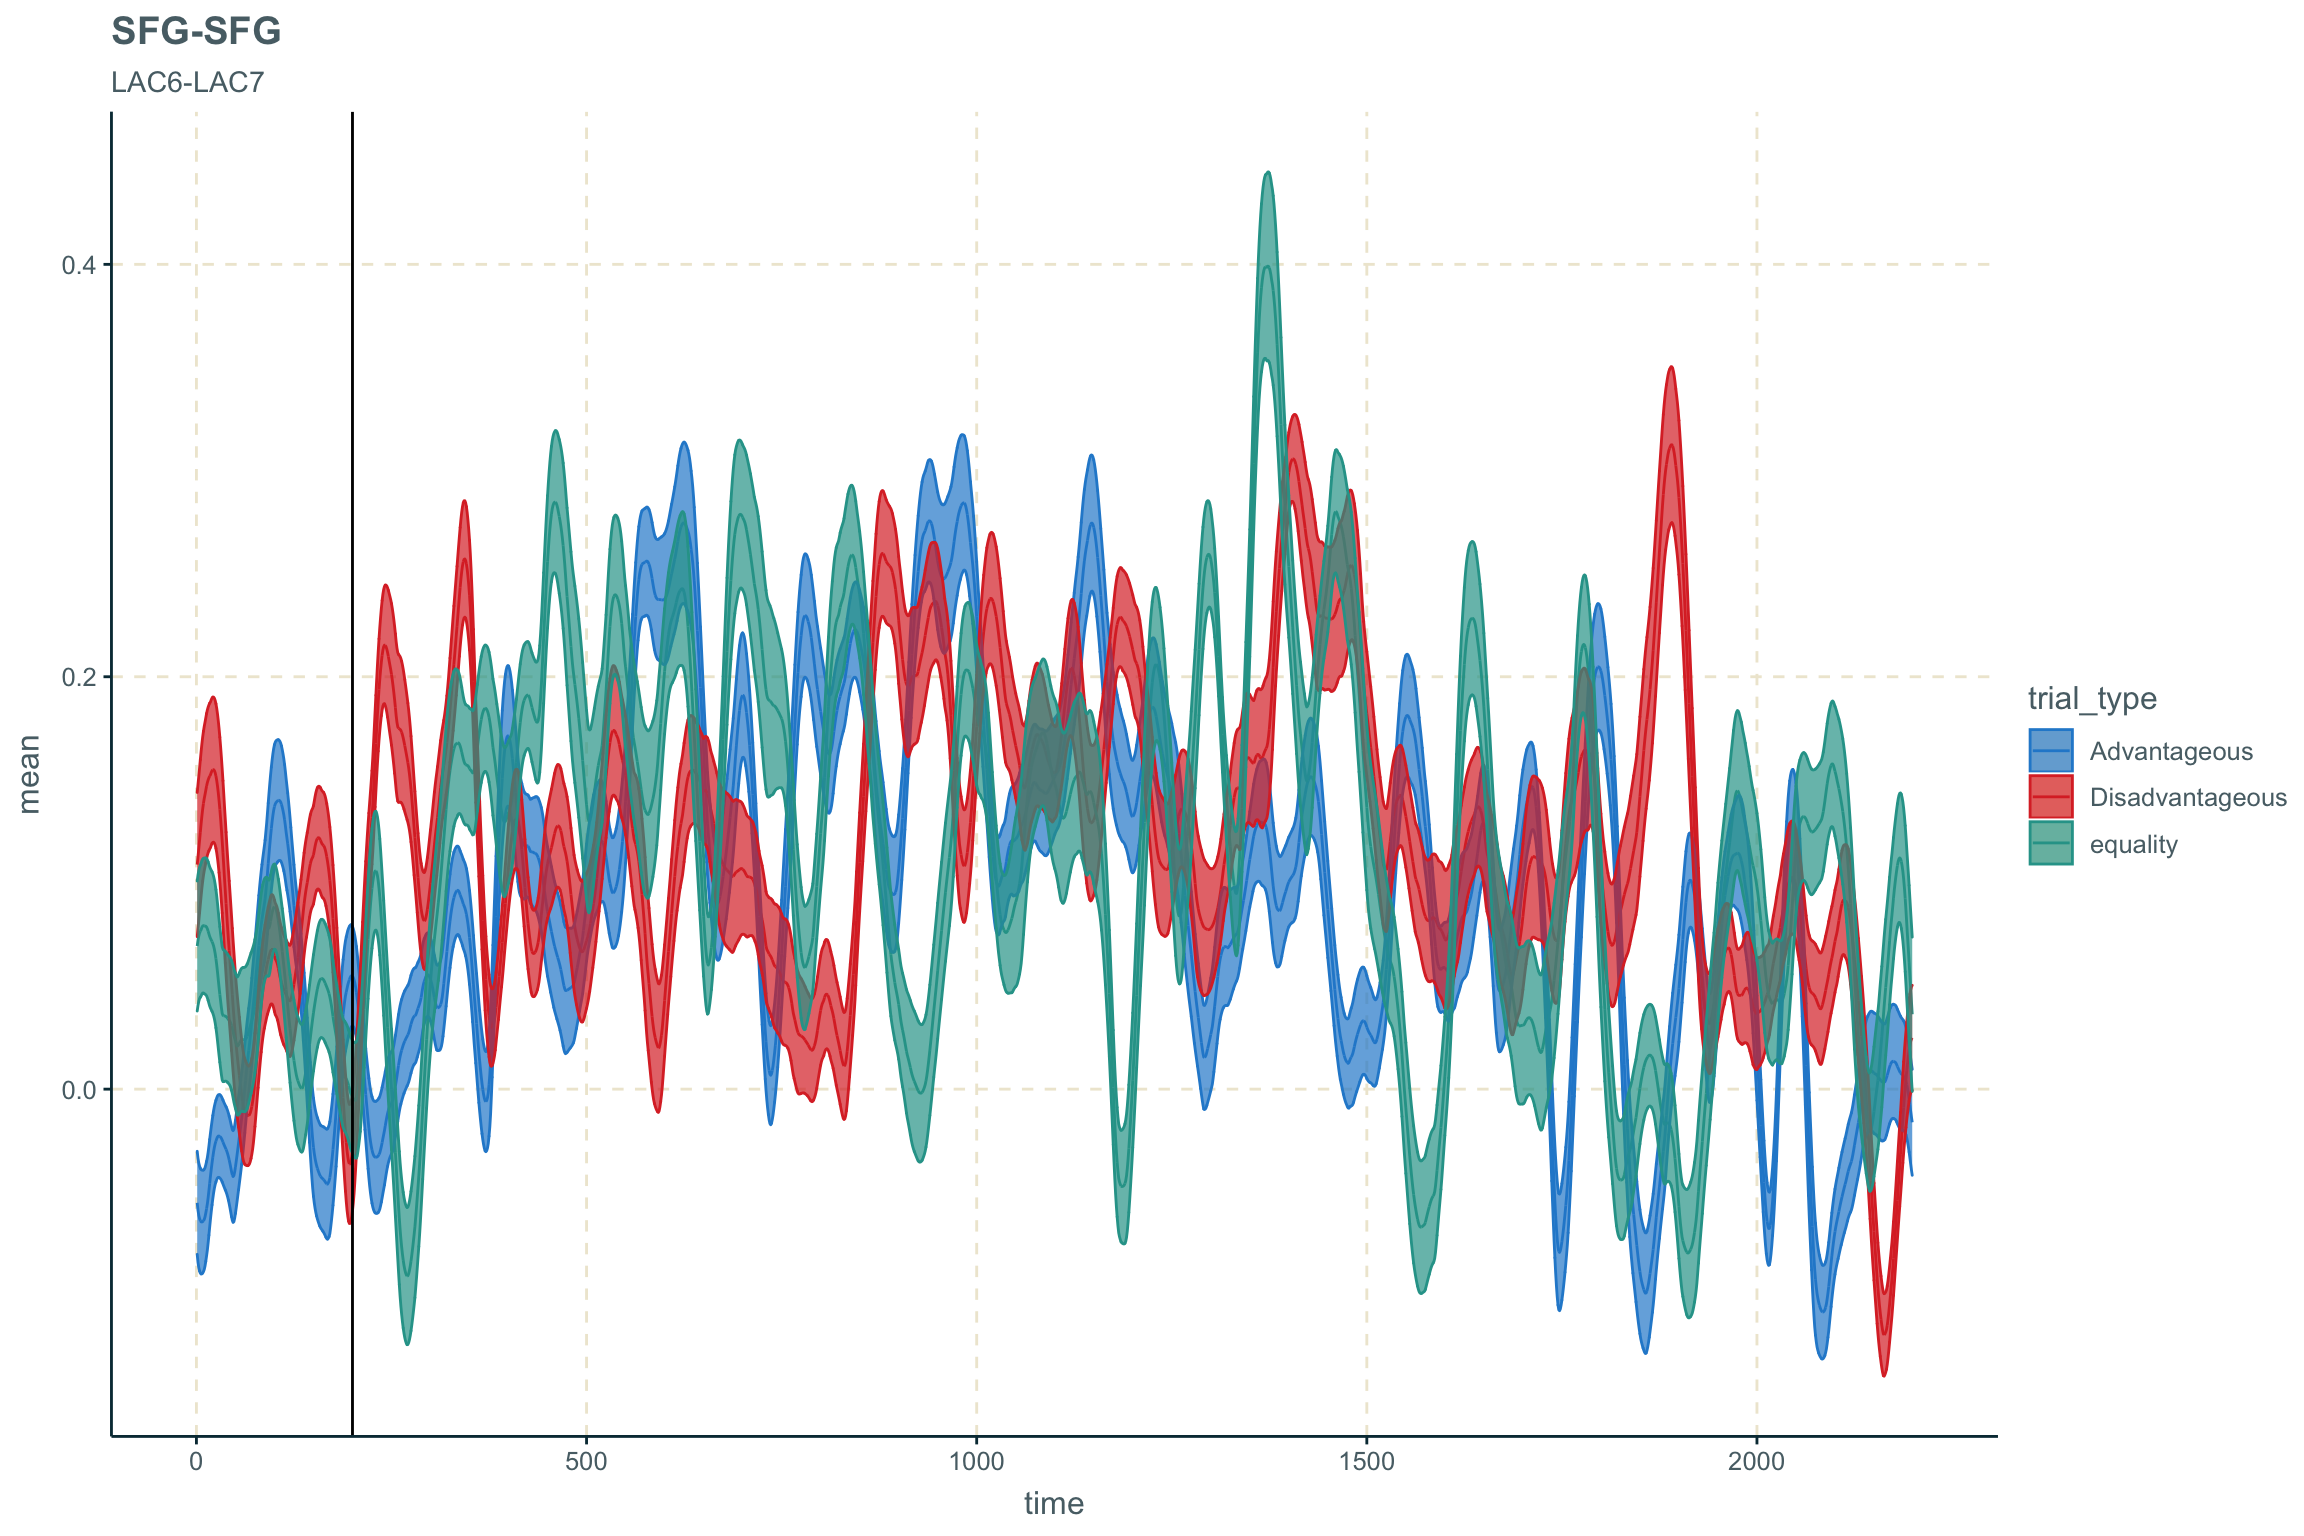 SFG-SFG
LAC6-LAC7
0.4
0.2
0.0
mean
0
500
1000
1500
2000
time
trial_type
Advantageous
Disadvantageous
equality